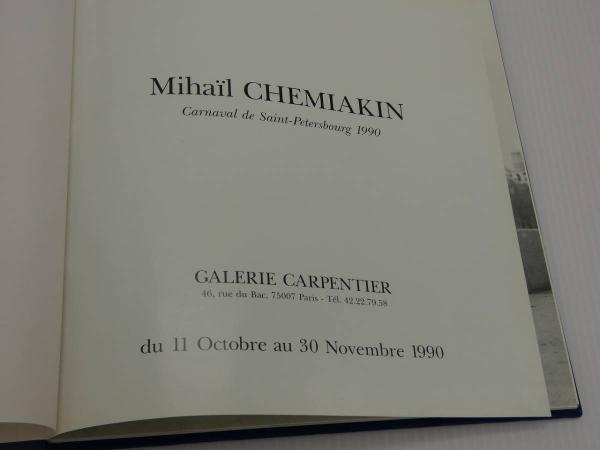 Mihaïl CHEMIAKIN
Carnaval de Saint-Petersbourg 1990
GALERIE CARPENTIER
46, rue du Bac, 75007 Paris - Tél. 42.22.79.58
du 11 Octobre au 30 Novembre 1990